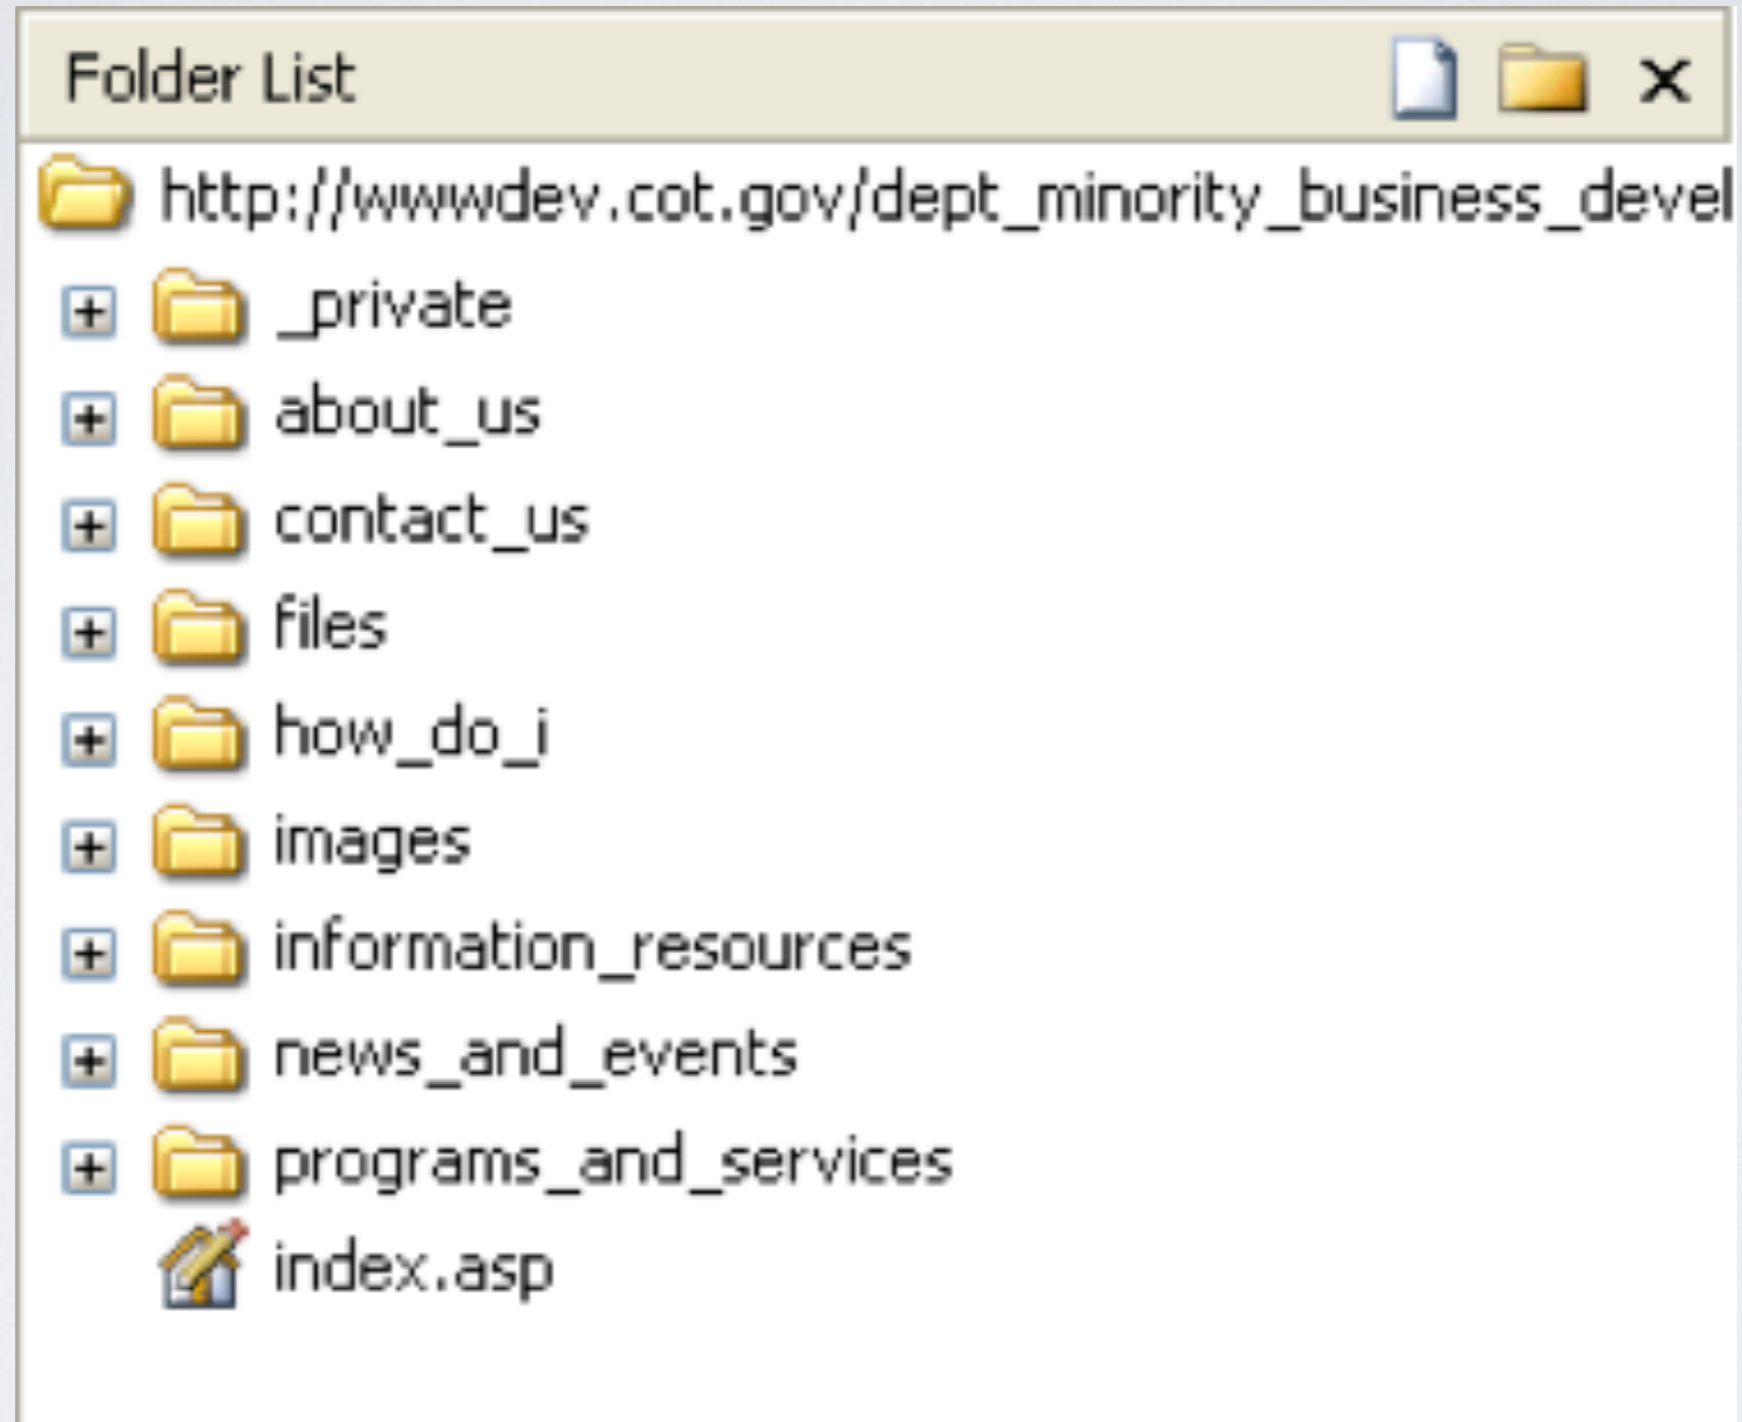 Folder List
http://wwwdev.cot.gov/dept_minority_business_devel
_private
about_us
contact_us
files
how_do_i
images
information_resources
news_and_events
programs_and_services
index.asp